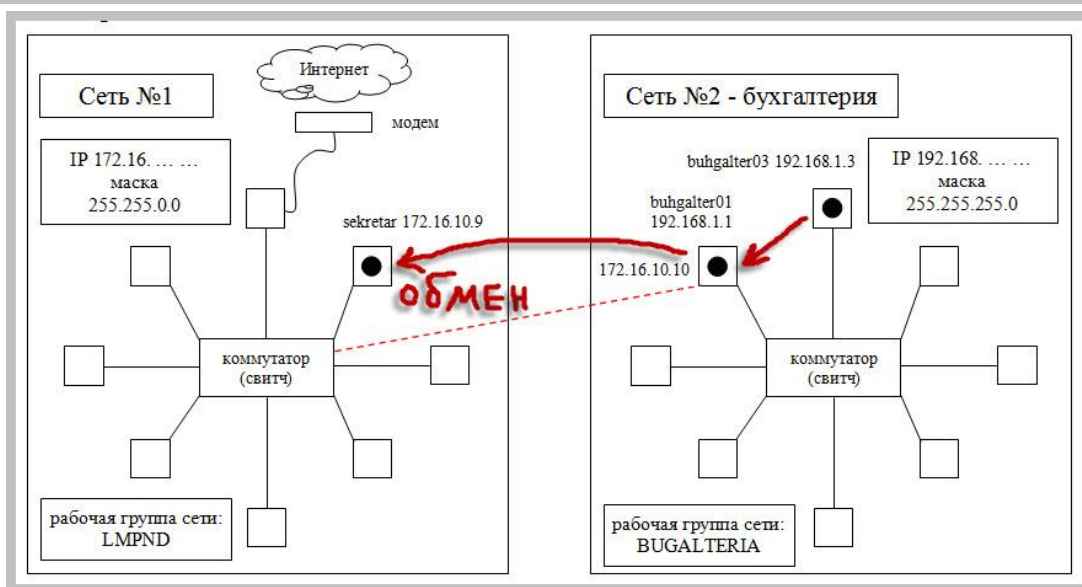 Интернет
Сеть №1
модем
IP 172.16. … …
маска
255.255.0.0
sekretar 172.16.10.9
ОБМЕН
коммутатор
(свитч)
рабочая группа сети:
LMPND
Сеть №2 - бухгалтерия
buhgalter03 192.168.1.3
IP 192.168. … …
маска
255.255.255.0
buhgalter01
192.168.1.1
172.16.10.10
коммутатор
(свитч)
рабочая группа сети:
BUGALTERIA